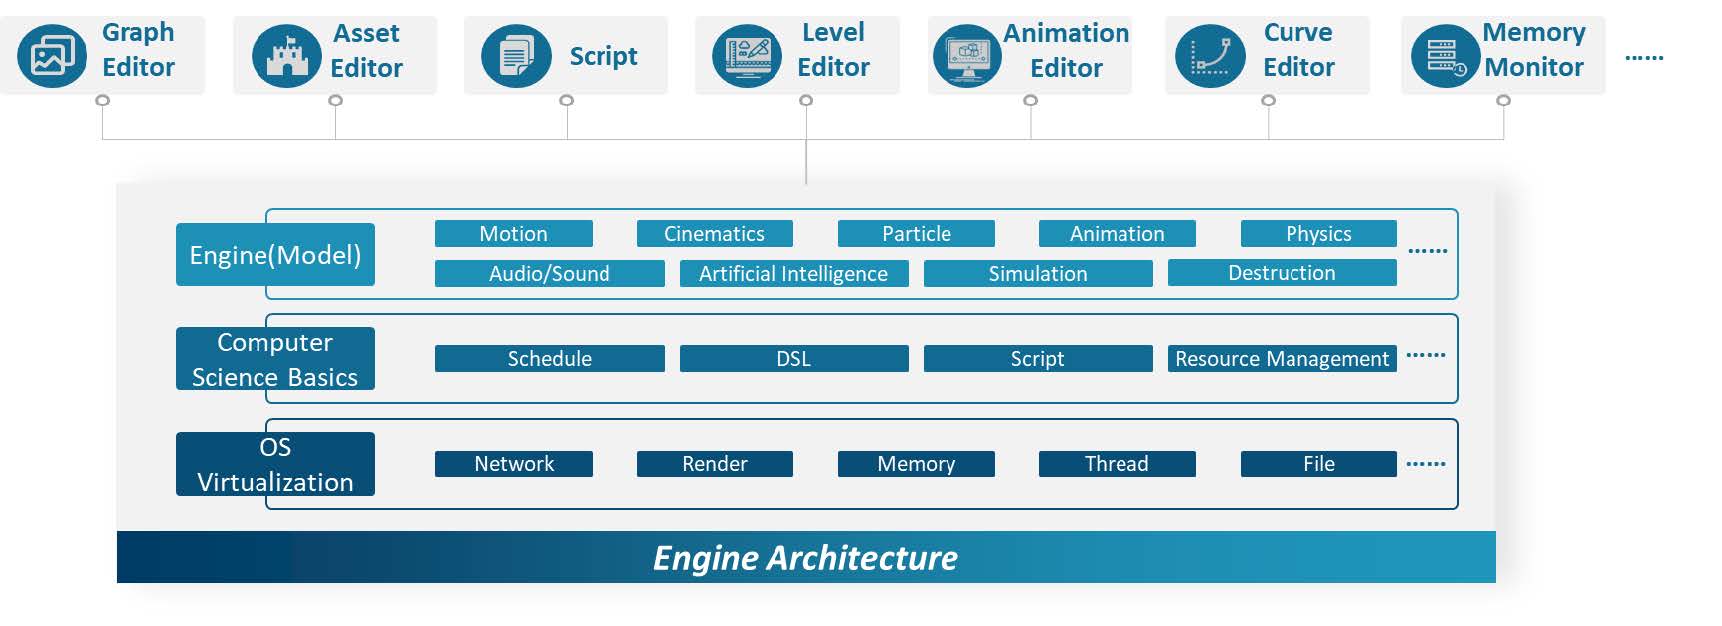 Graph
Editor
Asset
Editor
Script
Level
Editor
Animation
Editor
Curve
Editor
Memory
Monitor
......
Engine(Model)
Motion
Cinematics
Particle
Animation
Physics
......
Audio/Sound
Artificial Intelligence
Simulation
Destruction
Computer
Science Basics
Schedule
DSL
Script
Resource Management
......
OS
Virtualization
Network
Render
Memory
Thread
File
......
Engine Architecture